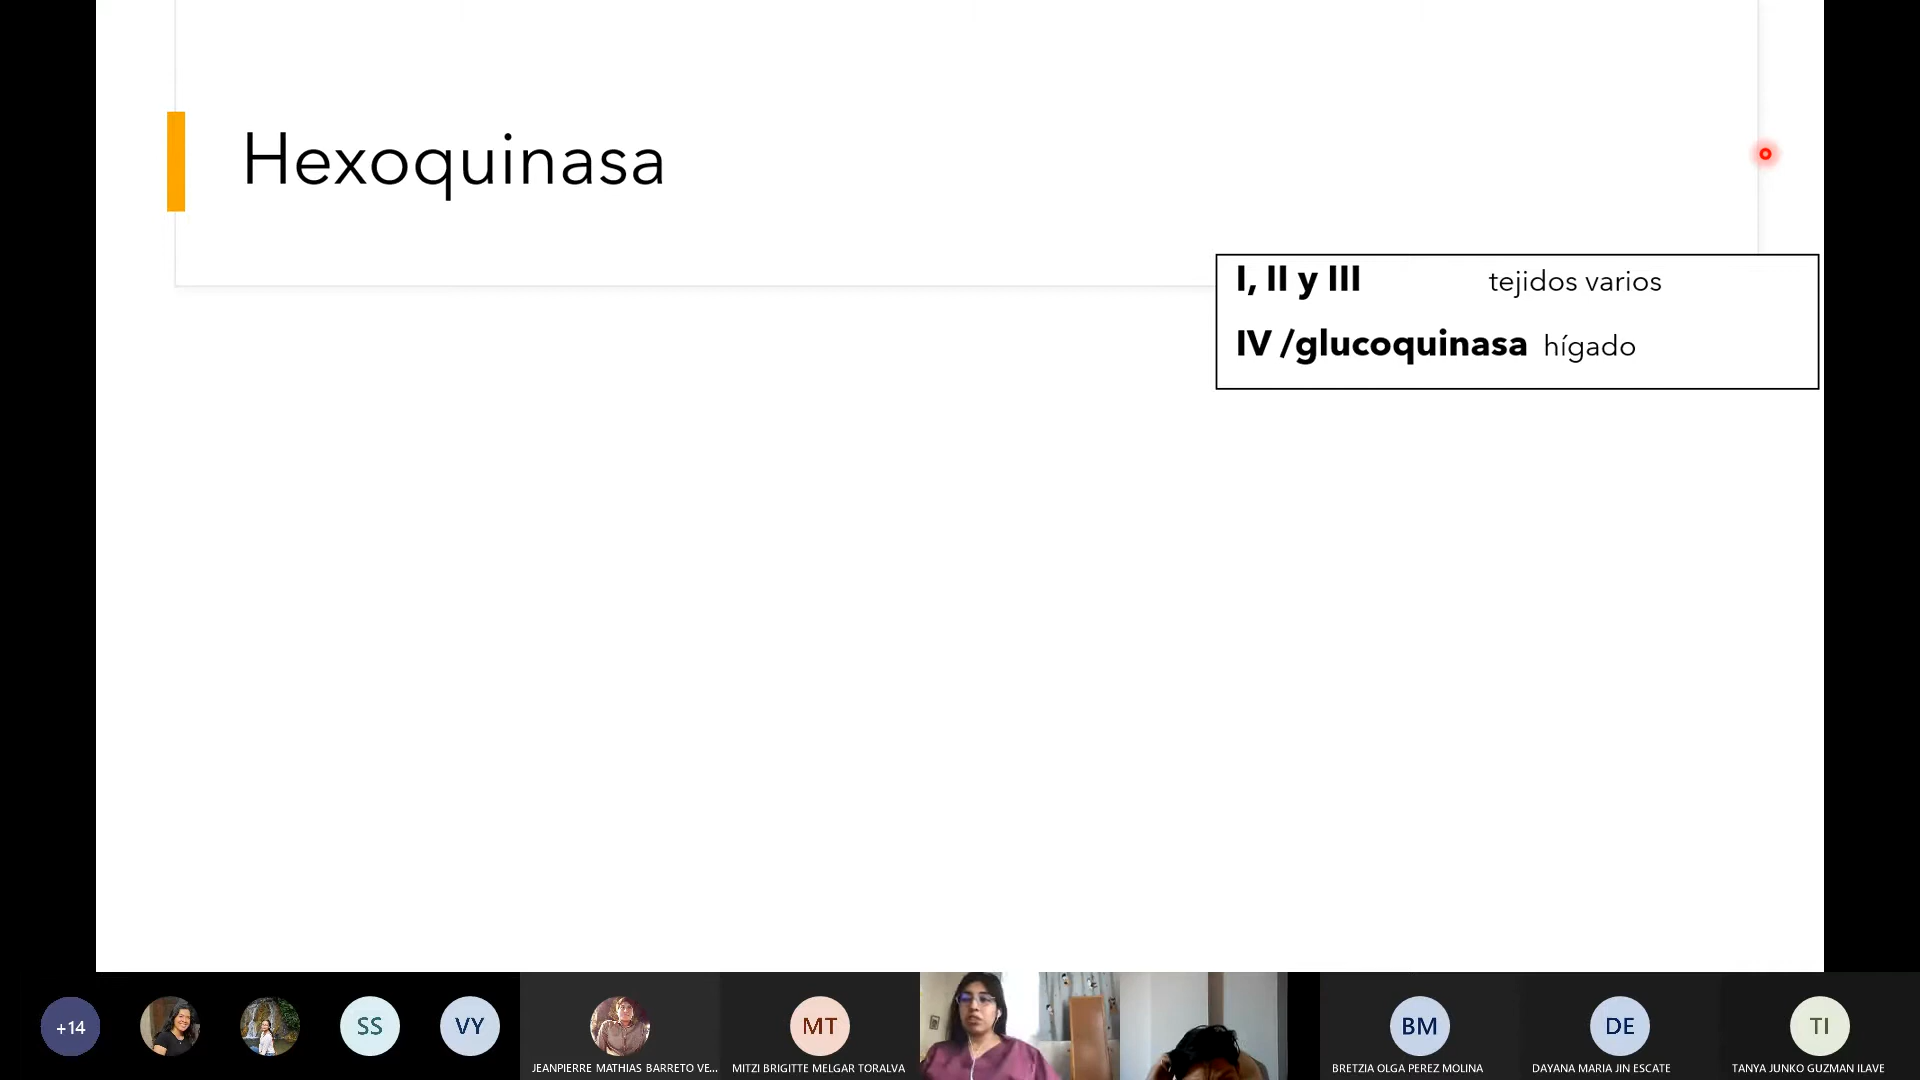 Hexoquinasa
I, II y III tejidos varios
IV /glucoquinasa hígado
+14
SS
VY
JEANPIERRE MATHIAS BARRETO VE...
MT
MITZI BRIGITTE MELGAR TORALVA
BM
BRETZIA OLGA PEREZ MOLINA
DE
DAYANA MARIA JIN ESCATE
TI
TANYA JUNKO GUZMAN ILAVE